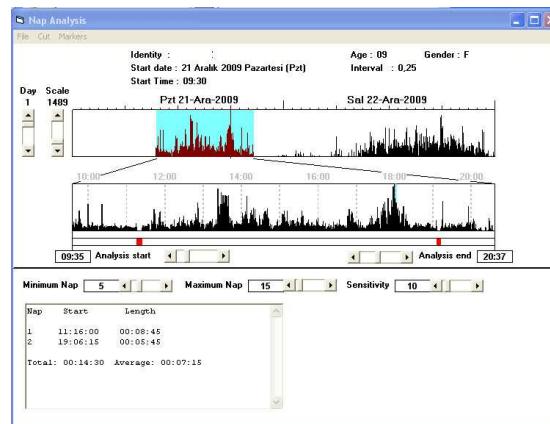 Nap Analysis
File Cut Markers
Identity : :
Age : 09 Gender : F
Start date : 21 Aralık 2009 Pazartesi (Pzt)
Interval : 0,25
Start Time : 09:30
Day Scale
1 1489
Pzt 21-Ara-2009 Sal 22-Ara-2009
10:00 12:00 14:00 16:00 18:00 20:00
09:35 Analysis start Analysis end 20:37
Minimum Nap 5 Maximum Nap 15 Sensitivity 10
Nap Start Length
1 11:16:00 00:08:45
2 19:06:15 00:05:45
Total: 00:14:30 Average: 00:07:15